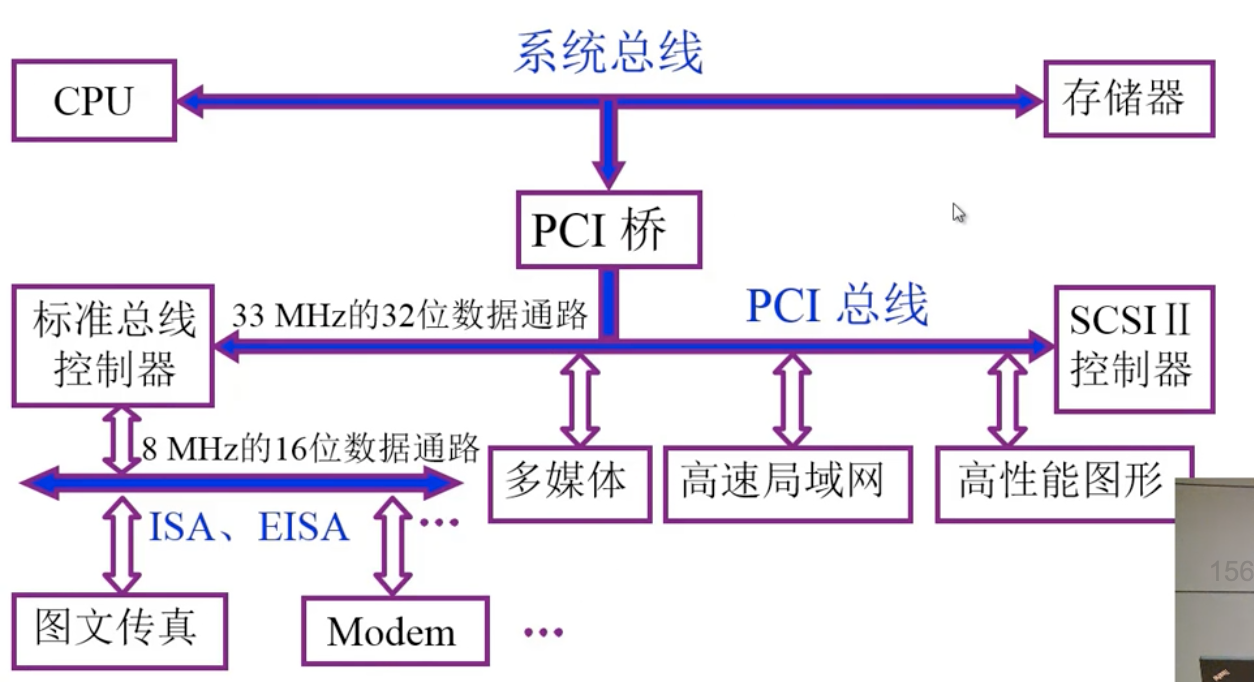 系统总线
CPU
存储器
PCI 桥
标准总线
控制器
33 MHz的32位数据通路
PCI 总线
SCSI II
控制器
8 MHz的16位数据通路
多媒体
高速局域网
高性能图形
ISA、EISA
…
图文传真
Modem
…
156